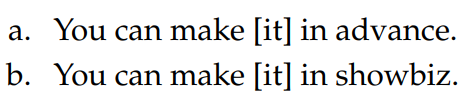 a. You can make [it] in advance.
b. You can make [it] in showbiz.